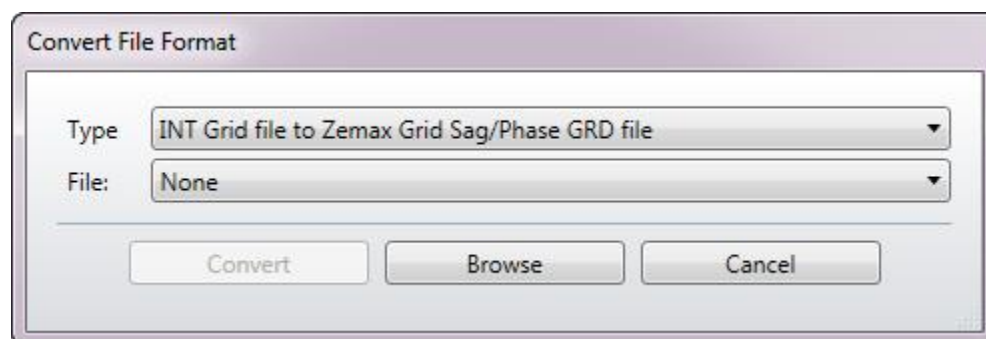 Convert File Format
Type INT Grid file to Zemax Grid Sag/Phase GRD file
File: None
Convert Browse Cancel